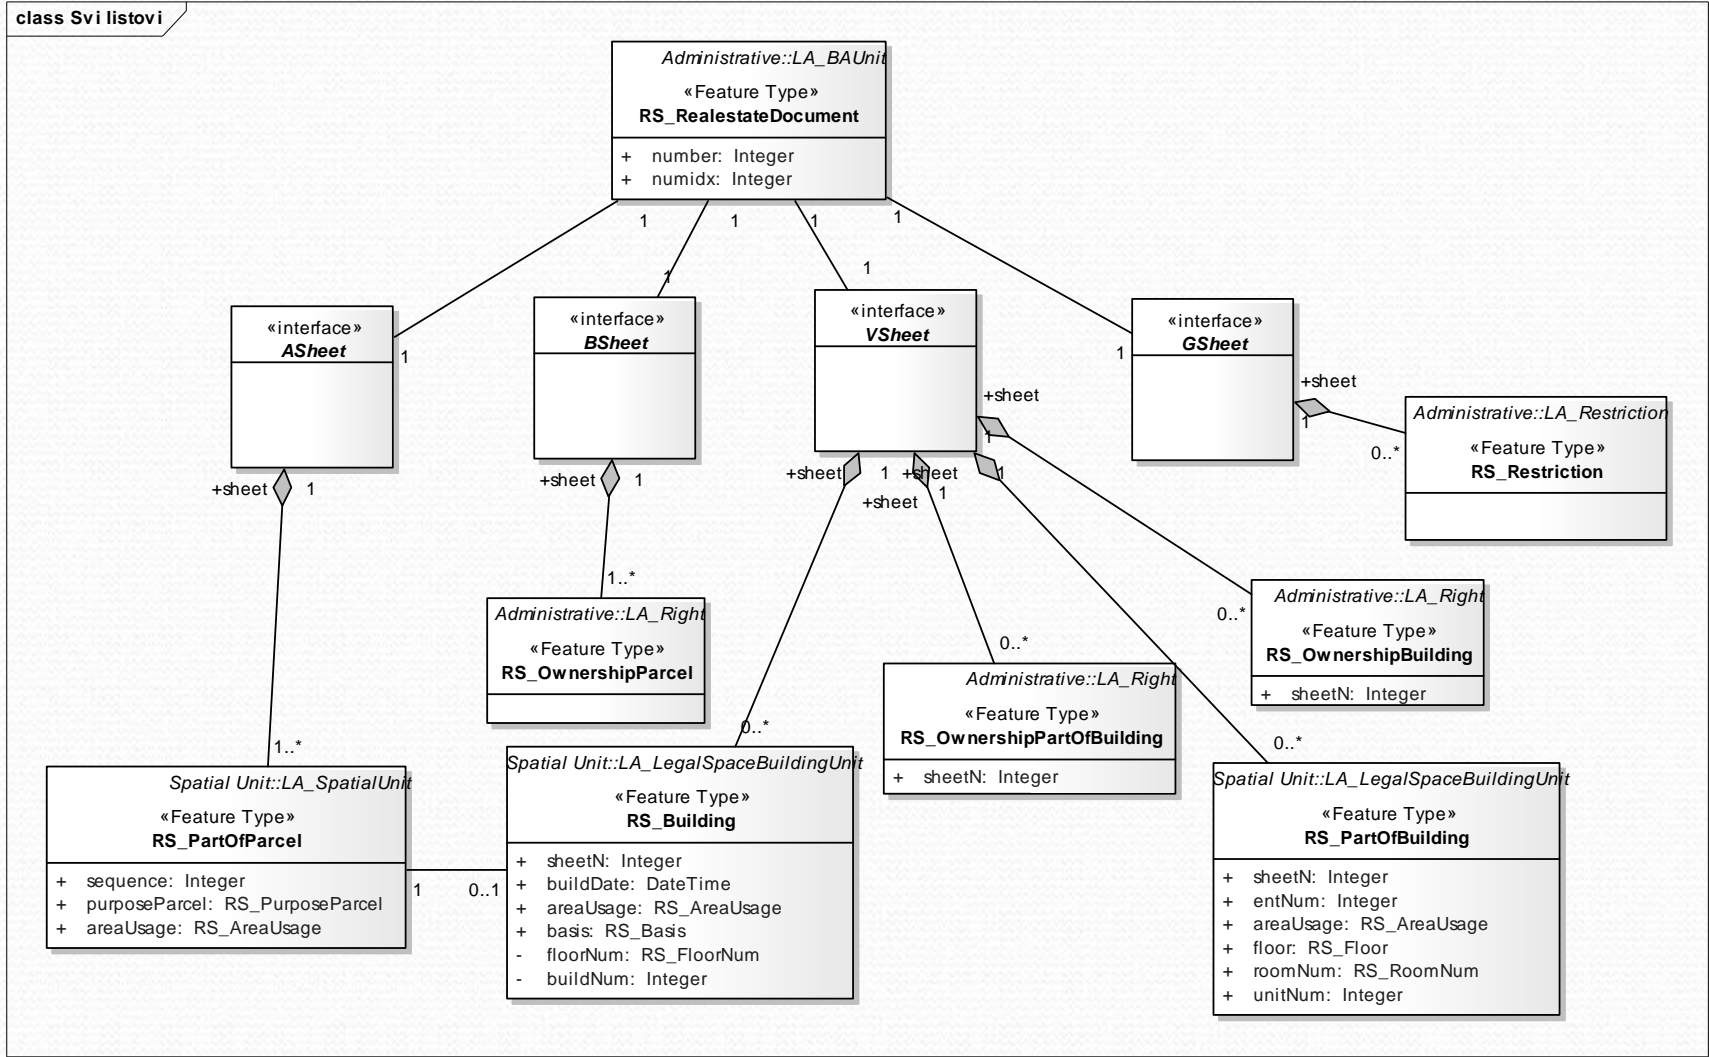 class Svi listovi
Administrative::LA_BAUnit
«Feature Type»
RS_RealestateDocument
+ number: Integer
+ numidx: Integer
1
1
1
1
1
1
1
1
«interface»
ASheet
«interface»
BSheet
«interface»
VSheet
«interface»
GSheet
+sheet
1
+sheet
1
+sheet
1
+sheet
1
+sheet
1
+sheet
1
+sheet
1
0..*
Administrative::LA_Restriction
«Feature Type»
RS_Restriction
1..*
Administrative::LA_Right
«Feature Type»
RS_OwnershipParcel
0..*
Administrative::LA_Right
«Feature Type»
RS_OwnershipBuilding
+ sheetN: Integer
0..*
Administrative::LA_Right
«Feature Type»
RS_OwnershipPartOfBuilding
+ sheetN: Integer
1..*
Spatial Unit::LA_SpatialUnit
«Feature Type»
RS_PartOfParcel
+ sequence: Integer
+ purposeParcel: RS_PurposeParcel
+ areaUsage: RS_AreaUsage
1
0..1
0..*
Spatial Unit::LA_LegalSpaceBuildingUnit
«Feature Type»
RS_Building
+ sheetN: Integer
+ buildDate: DateTime
+ areaUsage: RS_AreaUsage
+ basis: RS_Basis
- floorNum: RS_FloorNum
- buildNum: Integer
0..*
Spatial Unit::LA_LegalSpaceBuildingUnit
«Feature Type»
RS_PartOfBuilding
+ sheetN: Integer
+ entNum: Integer
+ areaUsage: RS_AreaUsage
+ floor: RS_Floor
+ roomNum: RS_RoomNum
+ unitNum: Integer